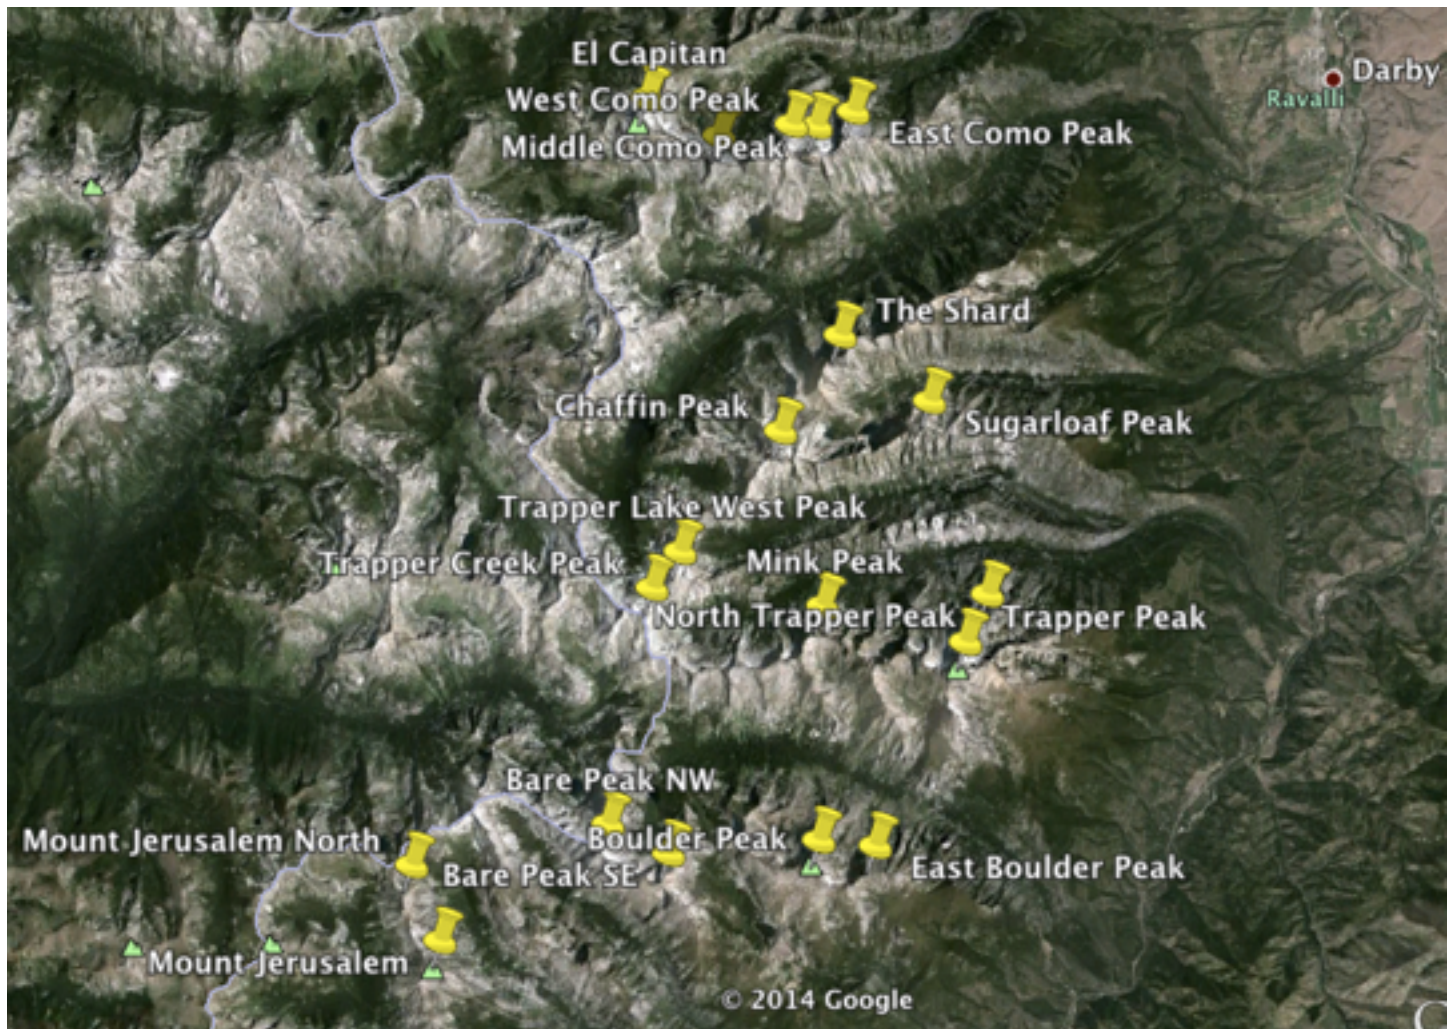 El Capitan
Darby
West Como Peak
Ravalli
East Como Peak
Middle Como Peak
The Shard
Chaffin Peak
Sugarloaf Peak
Trapper Lake West Peak
Trapper Creek Peak
Mink Peak
North Trapper Peak
Trapper Peak
Bare Peak NW
Mount Jerusalem North
Boulder Peak
East Boulder Peak
Bare Peak SE
Mount Jerusalem
© 2014 Google